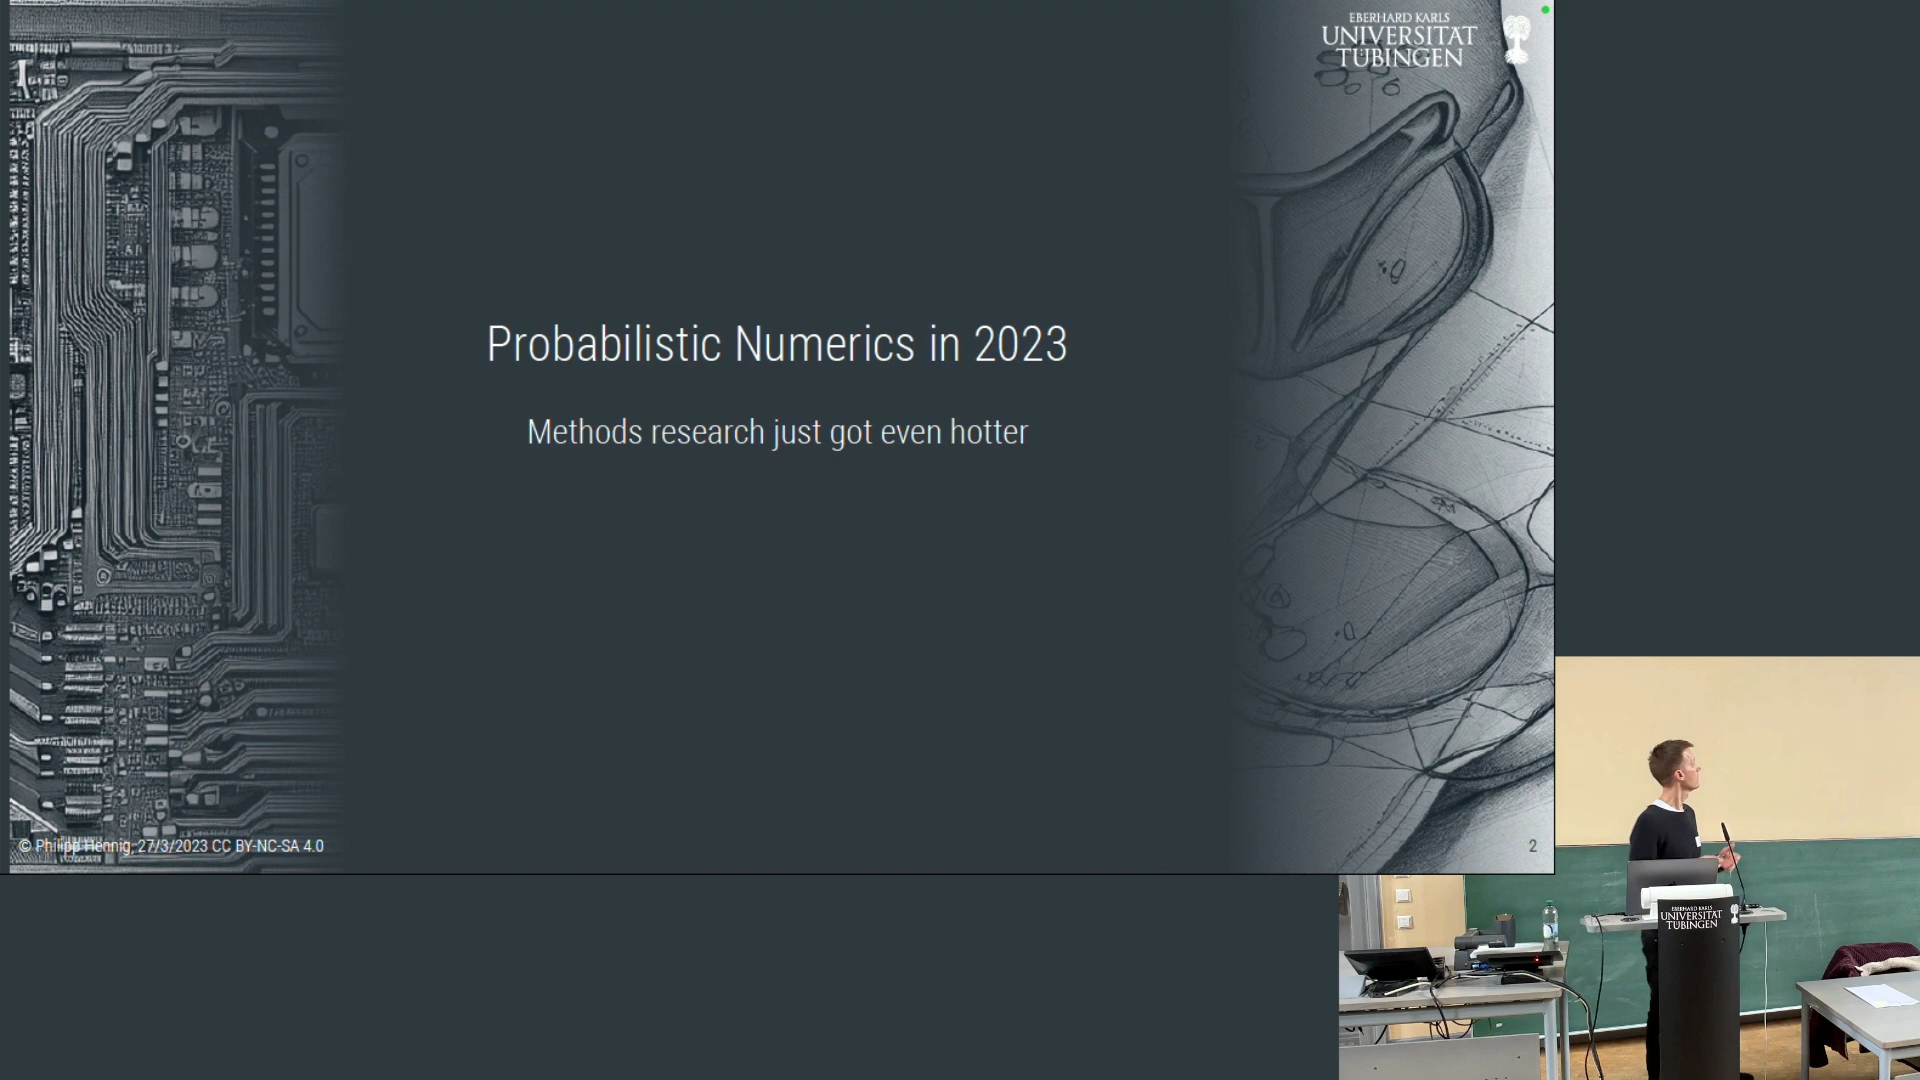 EBERHARD KARLS
UNIVERSITÄT
TÜBINGEN
Probabilistic Numerics in 2023
Methods research just got even hotter
© Philipp Hennig, 27/3/2023 CC BY-NC-SA 4.0
2
EBERHARD KARLS
UNIVERSITÄT
TÜBINGEN